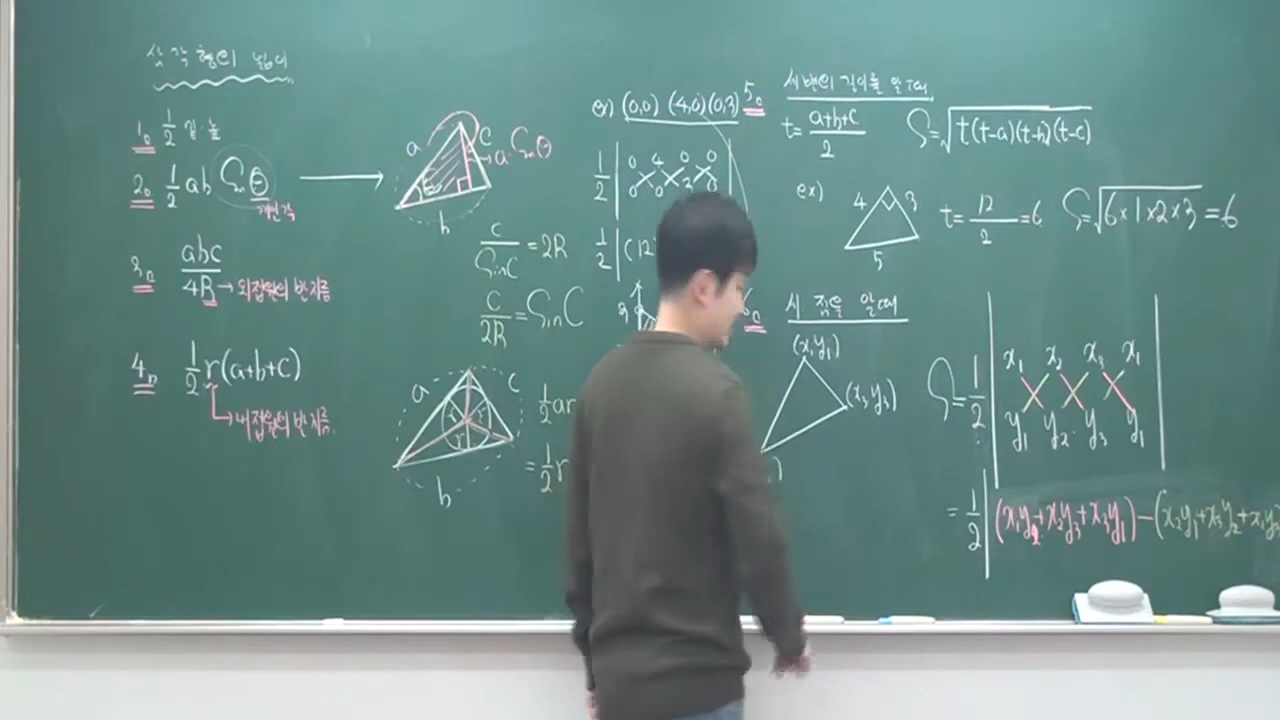 삼각형의 넓이
1. 1/2 밑·높
2. 1/2 ab Sinθ
끼인각
3. abc/4R → 외접원의 반지름
4. 1/2 r(a+b+c)
→ 내접원의 반지름
a c → a·Sinθ
b
c/SinC = 2R
c/2R = SinC
a c
r
b
1/2 ar
= 1/2 r
ex) (0,0) (4,0) (0,3)
1/2 | 0 4 0 0
0 0 3 0 |
1/2 | (12
5. 세 변의 길이를 알 때
t = a+b+c/2 S = √t(t-a)(t-b)(t-c)
ex) 4 3
5
t = 12/2 = 6 S = √6×1×2×3 = 6
6. 세 점을 알 때
(x₁y₁)
(x₃y₃)
S = 1/2 | x₁ x₂ x₃ x₁
y₁ y₂ y₃ y₁ |
= 1/2 | (x₁y₂+x₂y₃+x₃y₁) - (x₂y₁+x₃y₂+x₁y